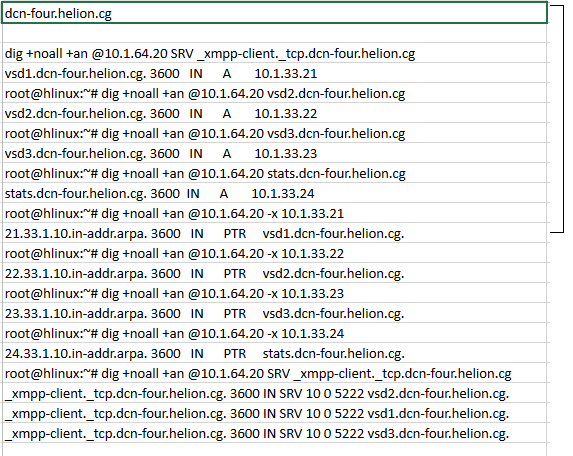 dcn-four.helion.cg
dig +noall +an @10.1.64.20 SRV _xmpp-client._tcp.dcn-four.helion.cg
vsd1.dcn-four.helion.cg. 3600 IN A 10.1.33.21
root@hlinux:~# dig +noall +an @10.1.64.20 vsd2.dcn-four.helion.cg
vsd2.dcn-four.helion.cg. 3600 IN A 10.1.33.22
root@hlinux:~# dig +noall +an @10.1.64.20 vsd3.dcn-four.helion.cg
vsd3.dcn-four.helion.cg. 3600 IN A 10.1.33.23
root@hlinux:~# dig +noall +an @10.1.64.20 stats.dcn-four.helion.cg
stats.dcn-four.helion.cg. 3600 IN A 10.1.33.24
root@hlinux:~# dig +noall +an @10.1.64.20 -x 10.1.33.21
21.33.1.10.in-addr.arpa. 3600 IN PTR vsd1.dcn-four.helion.cg.
root@hlinux:~# dig +noall +an @10.1.64.20 -x 10.1.33.22
22.33.1.10.in-addr.arpa. 3600 IN PTR vsd2.dcn-four.helion.cg.
root@hlinux:~# dig +noall +an @10.1.64.20 -x 10.1.33.23
23.33.1.10.in-addr.arpa. 3600 IN PTR vsd3.dcn-four.helion.cg.
root@hlinux:~# dig +noall +an @10.1.64.20 -x 10.1.33.24
24.33.1.10.in-addr.arpa. 3600 IN PTR stats.dcn-four.helion.cg.
root@hlinux:~# dig +noall +an @10.1.64.20 SRV _xmpp-client._tcp.dcn-four.helion.cg
_xmpp-client._tcp.dcn-four.helion.cg. 3600 IN SRV 10 0 5222 vsd2.dcn-four.helion.cg.
_xmpp-client._tcp.dcn-four.helion.cg. 3600 IN SRV 10 0 5222 vsd1.dcn-four.helion.cg.
_xmpp-client._tcp.dcn-four.helion.cg. 3600 IN SRV 10 0 5222 vsd3.dcn-four.helion.cg.